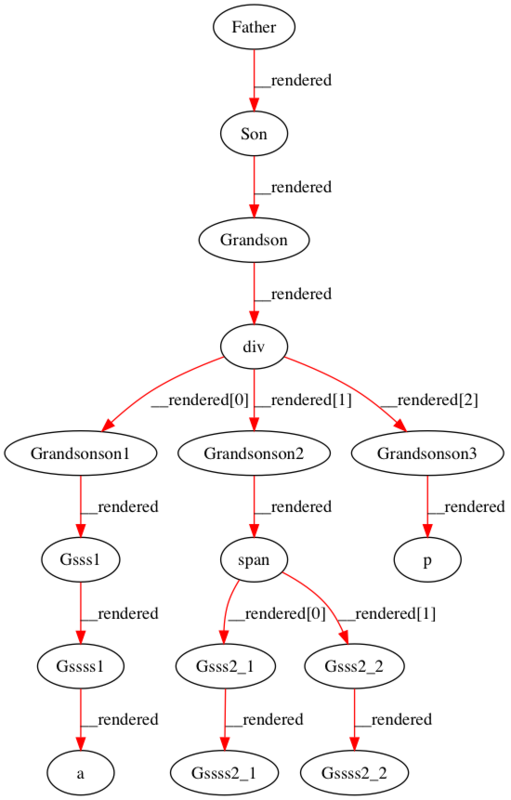 Father
__rendered
Son
__rendered
Grandson
__rendered
div
__rendered[0] __rendered[1] __rendered[2]
Grandsonson1 Grandsonson2 Grandsonson3
__rendered __rendered __rendered
Gsss1 span p
__rendered __rendered[0] __rendered[1]
Gssss1 Gsss2_1 Gsss2_2
__rendered __rendered __rendered
a Gssss2_1 Gssss2_2